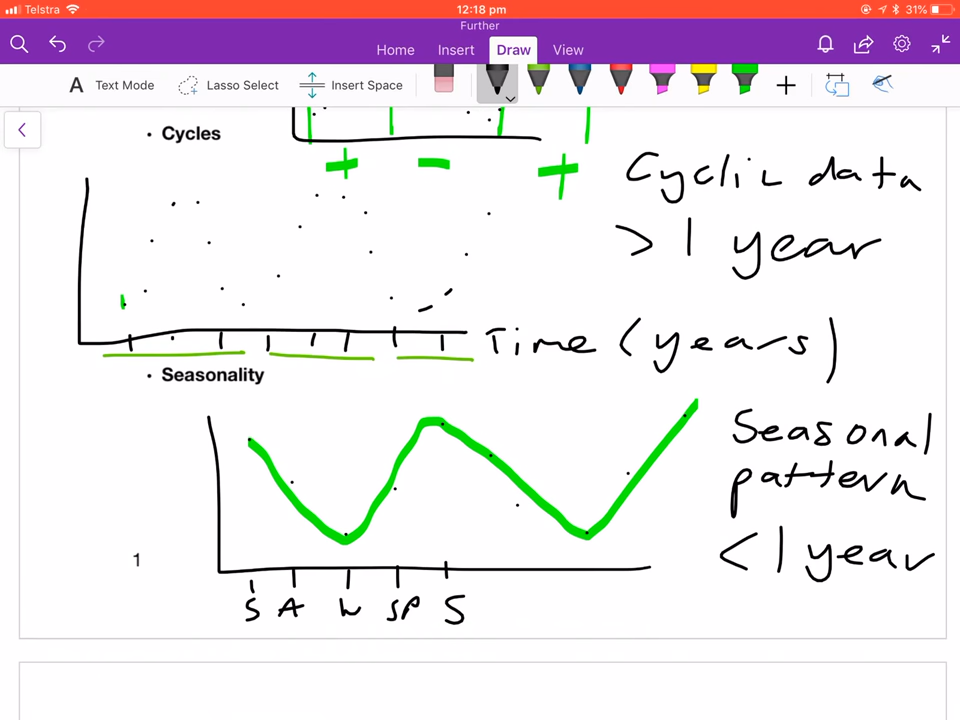 Telstra 12:18 pm 31%
Further
Home Insert Draw View
A Text Mode Lasso Select Insert Space
• Cycles
+ − +
Cyclic data
> 1 year
Time (years)
• Seasonality
Seasonal
pattern
< 1 year
1
S A W SP S